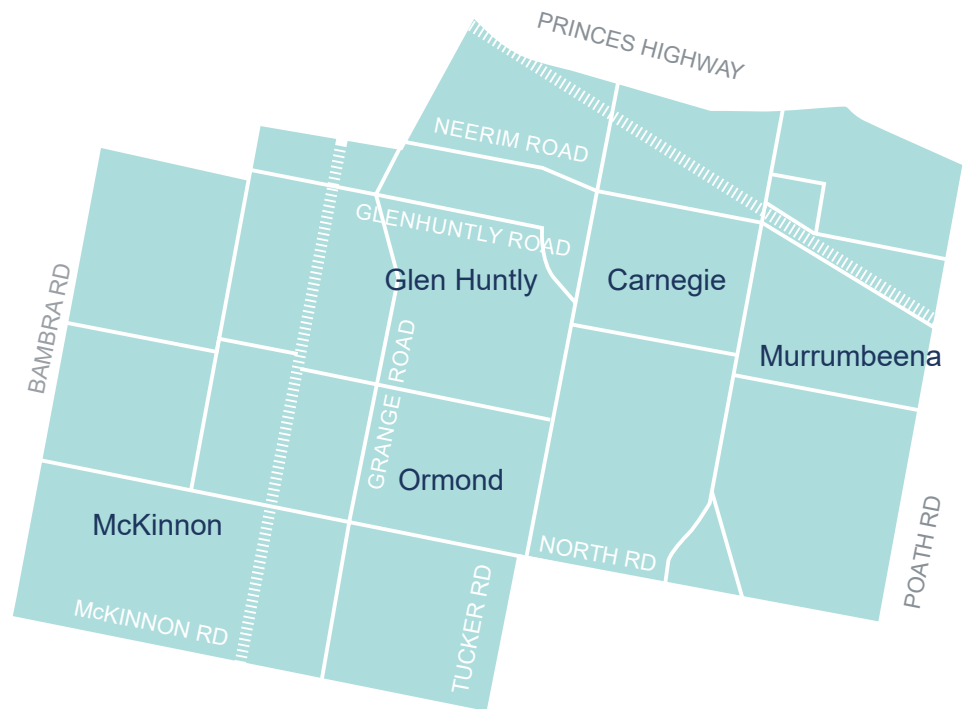 PRINCES HIGHWAY
NEERIM ROAD
GLENHUNTLY ROAD
Glen Huntly
Carnegie
BAMBRA RD
Murrumbeena
GRANGE ROAD
Ormond
McKinnon
NORTH RD
POATH RD
McKINNON RD
TUCKER RD